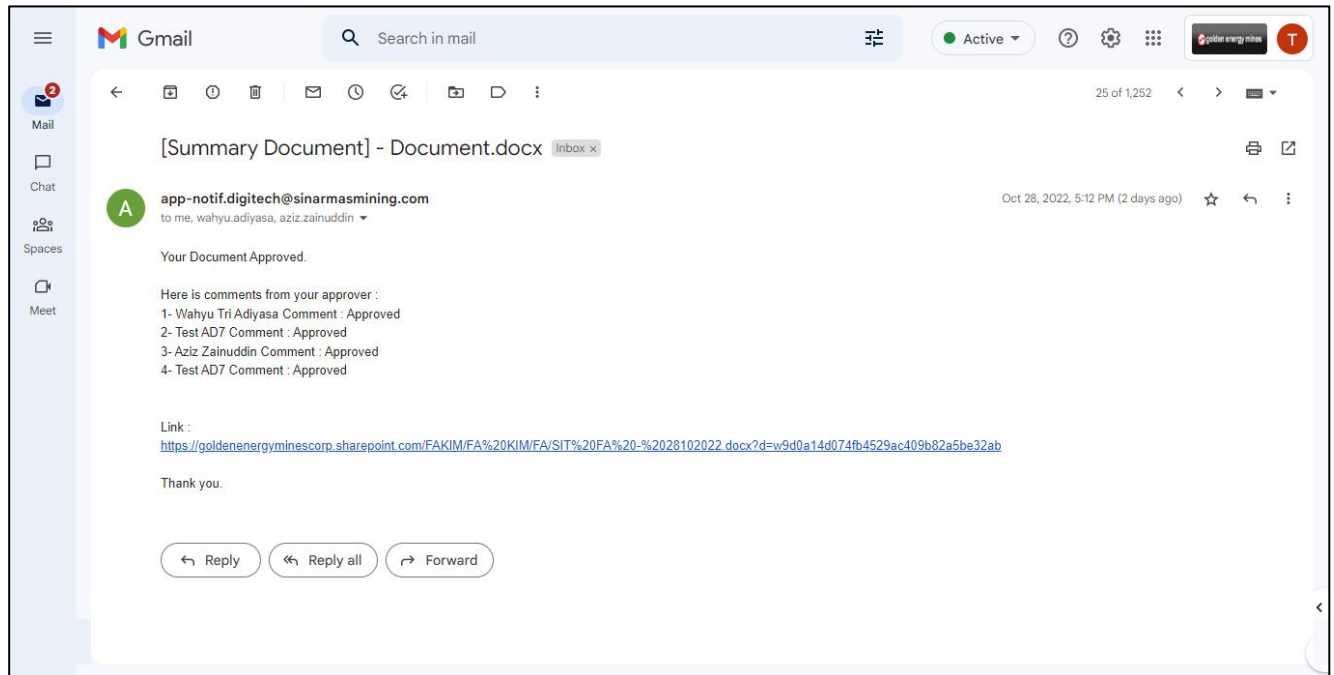 Gmail
Search in mail
Active
golden energy mines
T
2
Mail
25 of 1,252
[Summary Document] - Document.docx Inbox x
Chat
A
app-notif.digitech@sinarmasmining.com
Oct 28, 2022, 5:12 PM (2 days ago)
to me, wahyu.adiyasa, aziz.zainuddin
Spaces
Your Document Approved.
Meet
Here is comments from your approver :
1- Wahyu Tri Adiyasa Comment : Approved
2- Test AD7 Comment : Approved
3- Aziz Zainuddin Comment : Approved
4- Test AD7 Comment : Approved
Link :
https://goldenenergyminescorp.sharepoint.com/FAKIM/FA%20KIM/FA/SIT%20FA%20-%2028102022.docx?d=w9d0a14d074fb4529ac409b82a5be32ab
Thank you.
Reply
Reply all
Forward